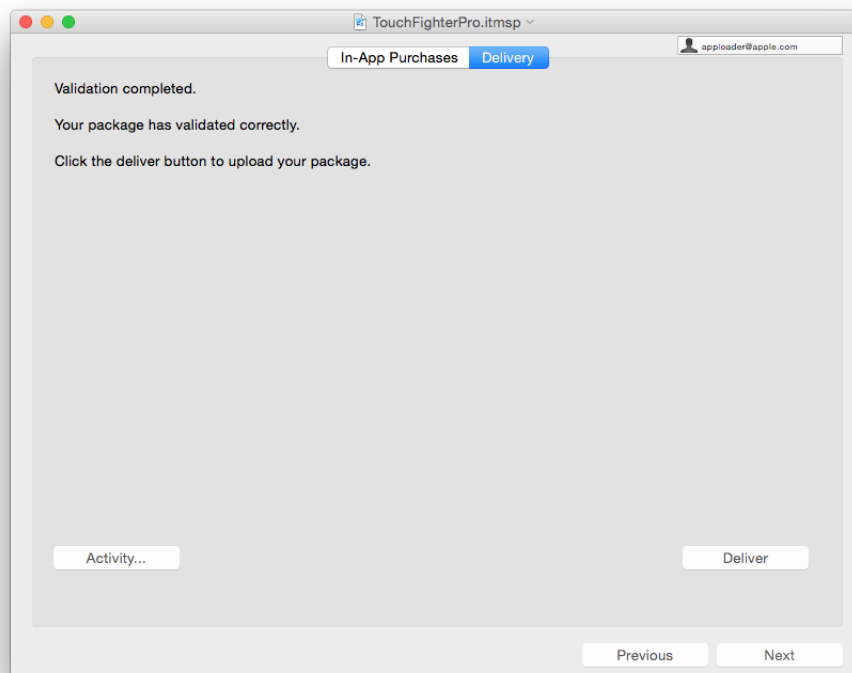 TouchFighterPro.itmsp
apploader@apple.com
In-App Purchases
Delivery
Validation completed.
Your package has validated correctly.
Click the deliver button to upload your package.
Activity...
Deliver
Previous
Next